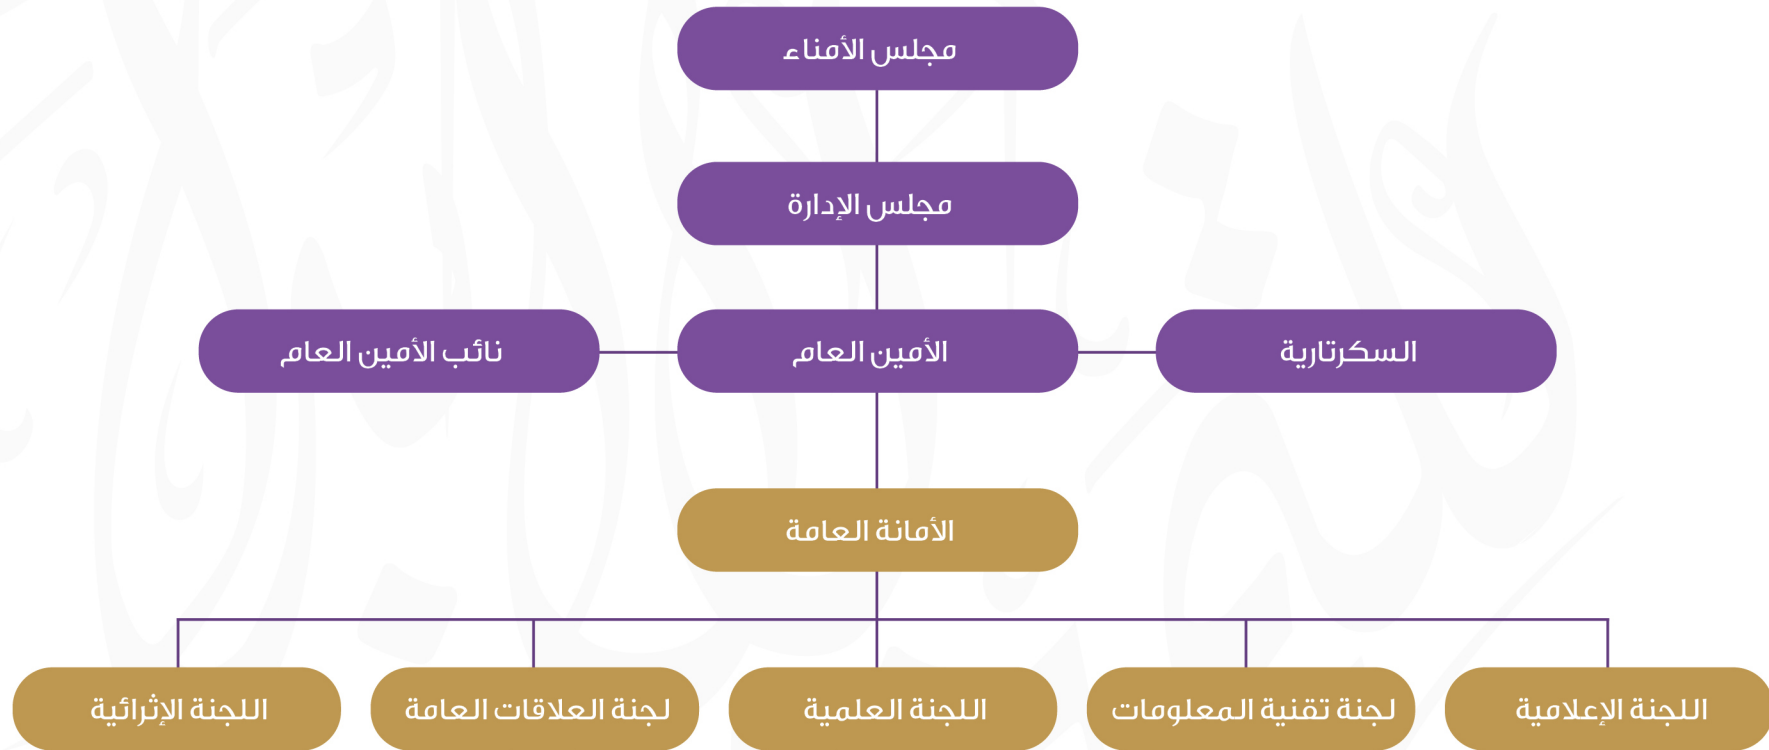 مجلس الأمناء
مجلس الإدارة
السكرتارية
الأمين العام
نائب الأمين العام
الأمانة العامة
اللجنة الإعلامية
لجنة تقنية المعلومات
اللجنة العلمية
لجنة العلاقات العامة
اللجنة الإثرائية